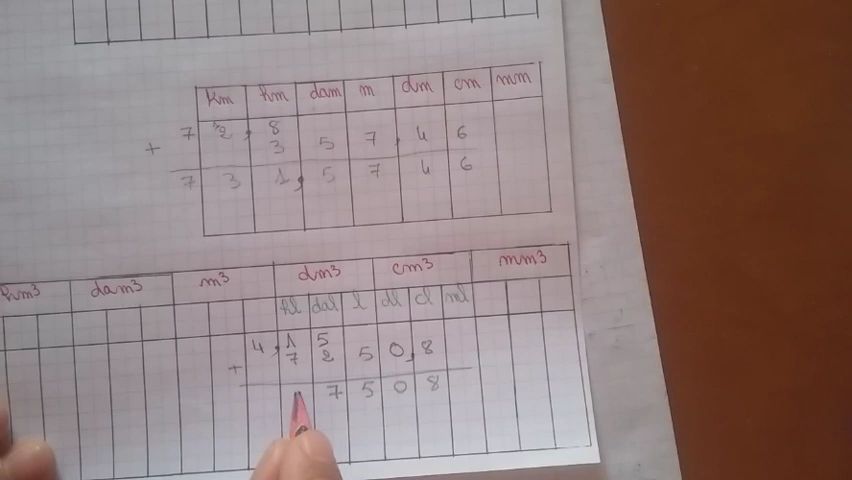 km hm dam m dm cm mm
7 2, 8
+ 3 5 7, 4 6
7 3 1, 5 7 4 6
hm3 dam3 m3 dm3 cm3 mm3
hl dal l dl cl ml
4, 1 5
+ 7 2 5 0, 8
7 5 0 8